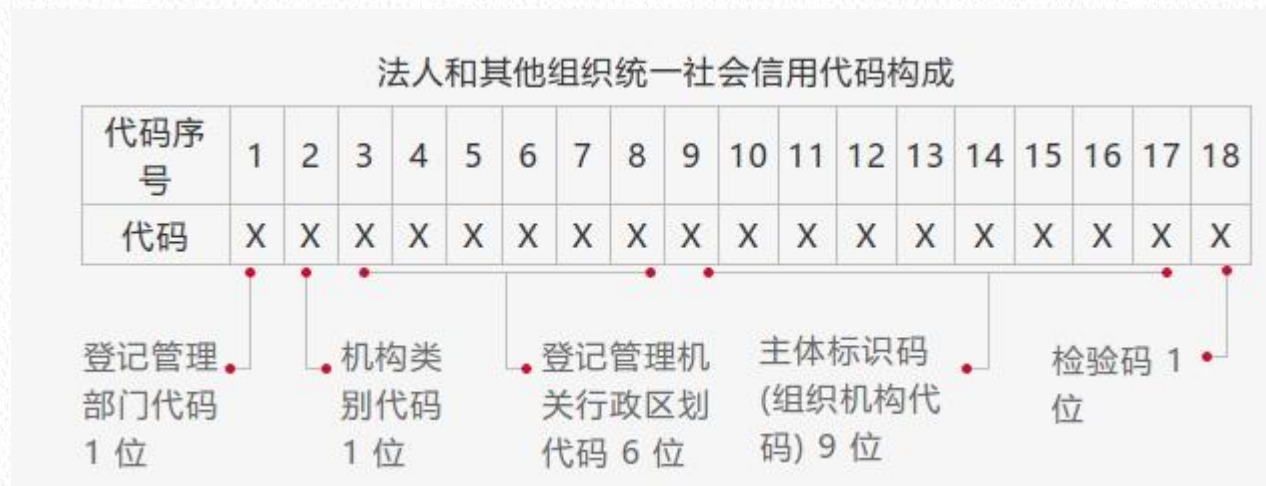 法人和其他组织统一社会信用代码构成
代码序号 1 2 3 4 5 6 7 8 9 10 11 12 13 14 15 16 17 18
代码 X X X X X X X X X X X X X X X X X X
登记管理
部门代码
1 位
机构类
别代码
1 位
登记管理机
关行政区划
代码 6 位
主体标识码
(组织机构代
码) 9 位
检验码 1
位